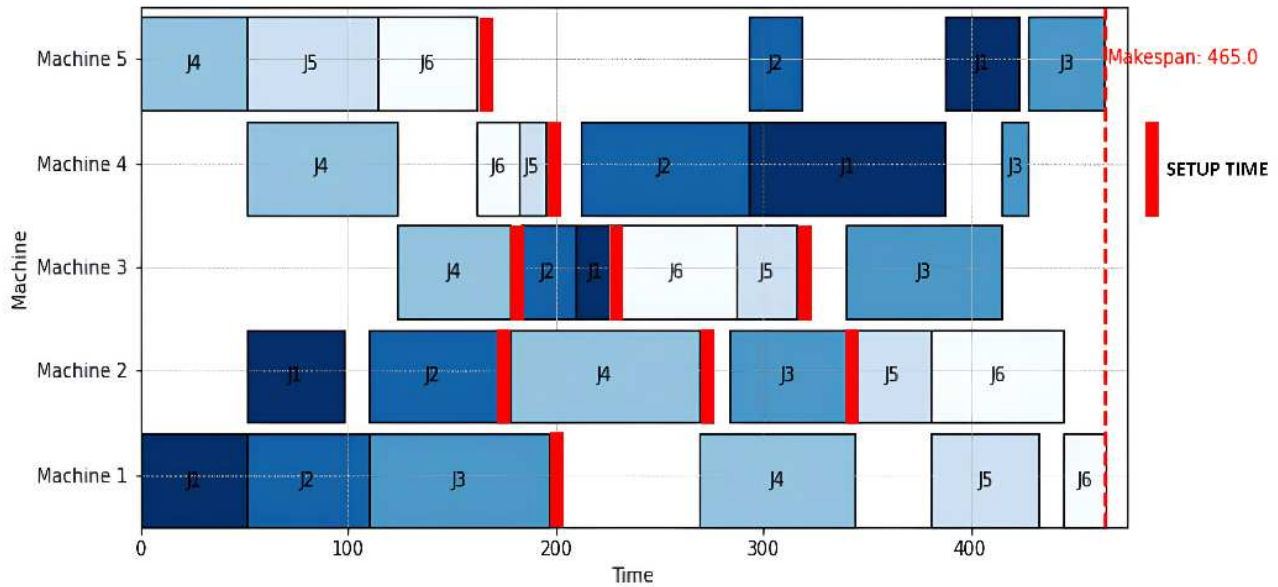 Machine 5
J4
J5
J6
J2
J1
J3
Makespan: 465.0
Machine 4
J4
J6
J5
J2
J1
J3
SETUP TIME
Machine 3
J4
J2
J1
J6
J5
J3
Machine 2
J1
J2
J4
J3
J5
J6
Machine 1
J1
J2
J3
J4
J5
J6
Machine
0
100
200
300
400
Time